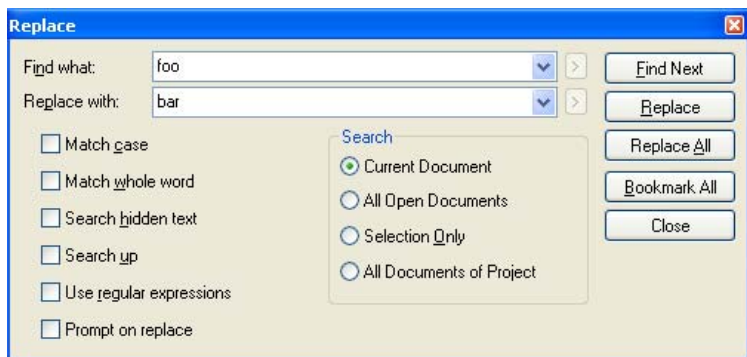 Replace
Find what: foo
Replace with: bar
Match case
Match whole word
Search hidden text
Search up
Use regular expressions
Prompt on replace
Search
Current Document
All Open Documents
Selection Only
All Documents of Project
Find Next
Replace
Replace All
Bookmark All
Close